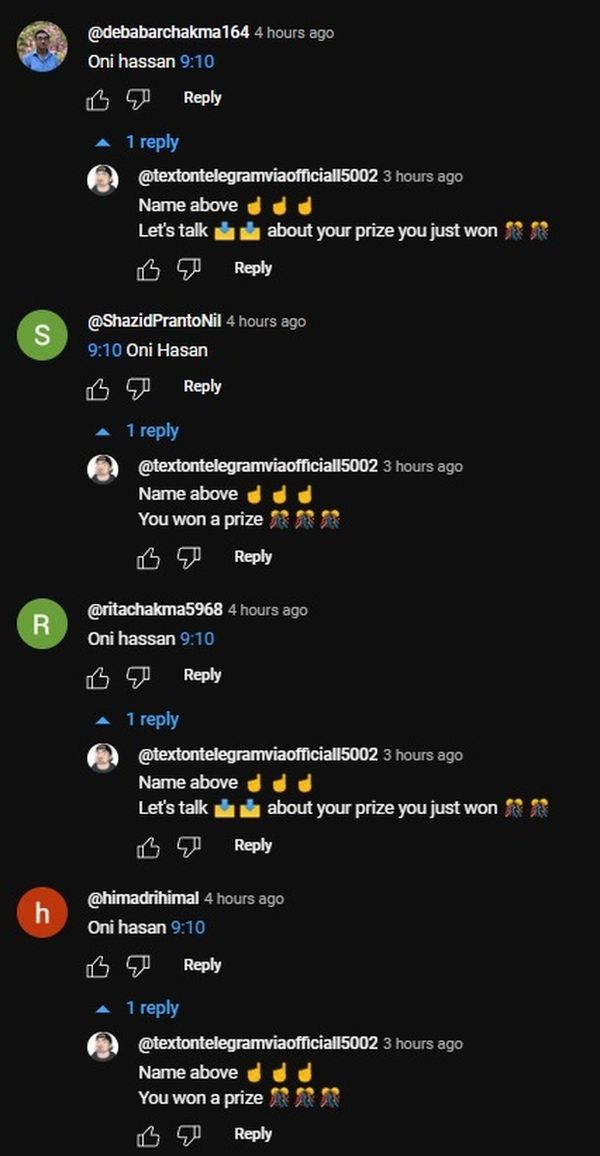 @debabarchakma164 4 hours ago
Oni hassan 9:10
Reply
1 reply
@textontelegramviaofficiall5002 3 hours ago
Name above ☝️ ☝️ ☝️
Let's talk 📥 📥 about your prize you just won 🎊 🎊
Reply
S
@ShazidPrantoNil 4 hours ago
9:10 Oni Hasan
Reply
1 reply
@textontelegramviaofficiall5002 3 hours ago
Name above ☝️ ☝️ ☝️
You won a prize 🎊 🎊 🎊
Reply
R
@ritachakma5968 4 hours ago
Oni hassan 9:10
Reply
1 reply
@textontelegramviaofficiall5002 3 hours ago
Name above ☝️ ☝️ ☝️
Let's talk 📥 📥 about your prize you just won 🎊 🎊
Reply
h
@himadrihimal 4 hours ago
Oni hasan 9:10
Reply
1 reply
@textontelegramviaofficiall5002 3 hours ago
Name above ☝️ ☝️ ☝️
You won a prize 🎊 🎊 🎊
Reply